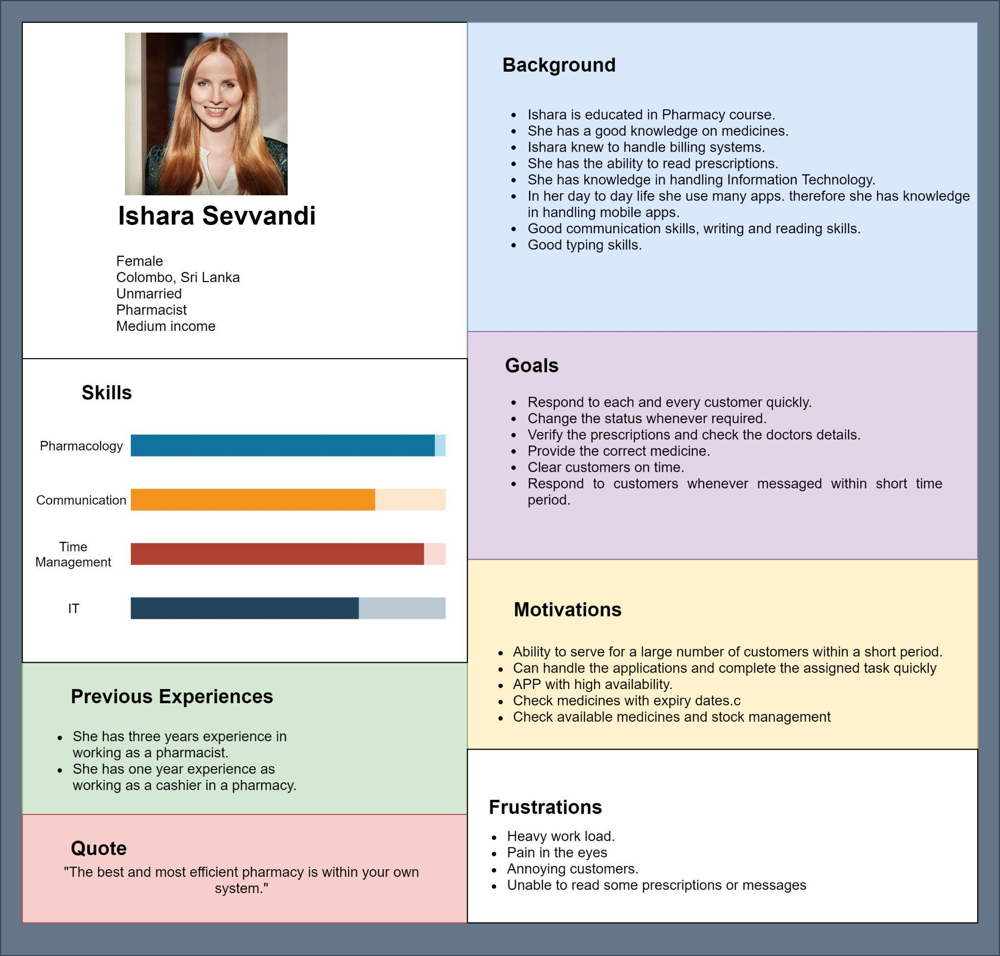 Ishara Sevvandi
Female
Colombo, Sri Lanka
Unmarried
Pharmacist
Medium income
Skills
Pharmacology
Communication
Time
Management
IT
Previous Experiences
• She has three years experience in
working as a pharmacist.
• She has one year experience as
working as a cashier in a pharmacy.
Quote
"The best and most efficient pharmacy is within your own
system."
Background
• Ishara is educated in Pharmacy course.
• She has a good knowledge on medicines.
• Ishara knew to handle billing systems.
• She has the ability to read prescriptions.
• She has knowledge in handling Information Technology.
• In her day to day life she use many apps. therefore she has knowledge
in handling mobile apps.
• Good communication skills, writing and reading skills.
• Good typing skills.
Goals
• Respond to each and every customer quickly.
• Change the status whenever required.
• Verify the prescriptions and check the doctors details.
• Provide the correct medicine.
• Clear customers on time.
• Respond to customers whenever messaged within short time
period.
Motivations
• Ability to serve for a large number of customers within a short period.
• Can handle the applications and complete the assigned task quickly
• APP with high availability.
• Check medicines with expiry dates.c
• Check available medicines and stock management
Frustrations
• Heavy work load.
• Pain in the eyes
• Annoying customers.
• Unable to read some prescriptions or messages